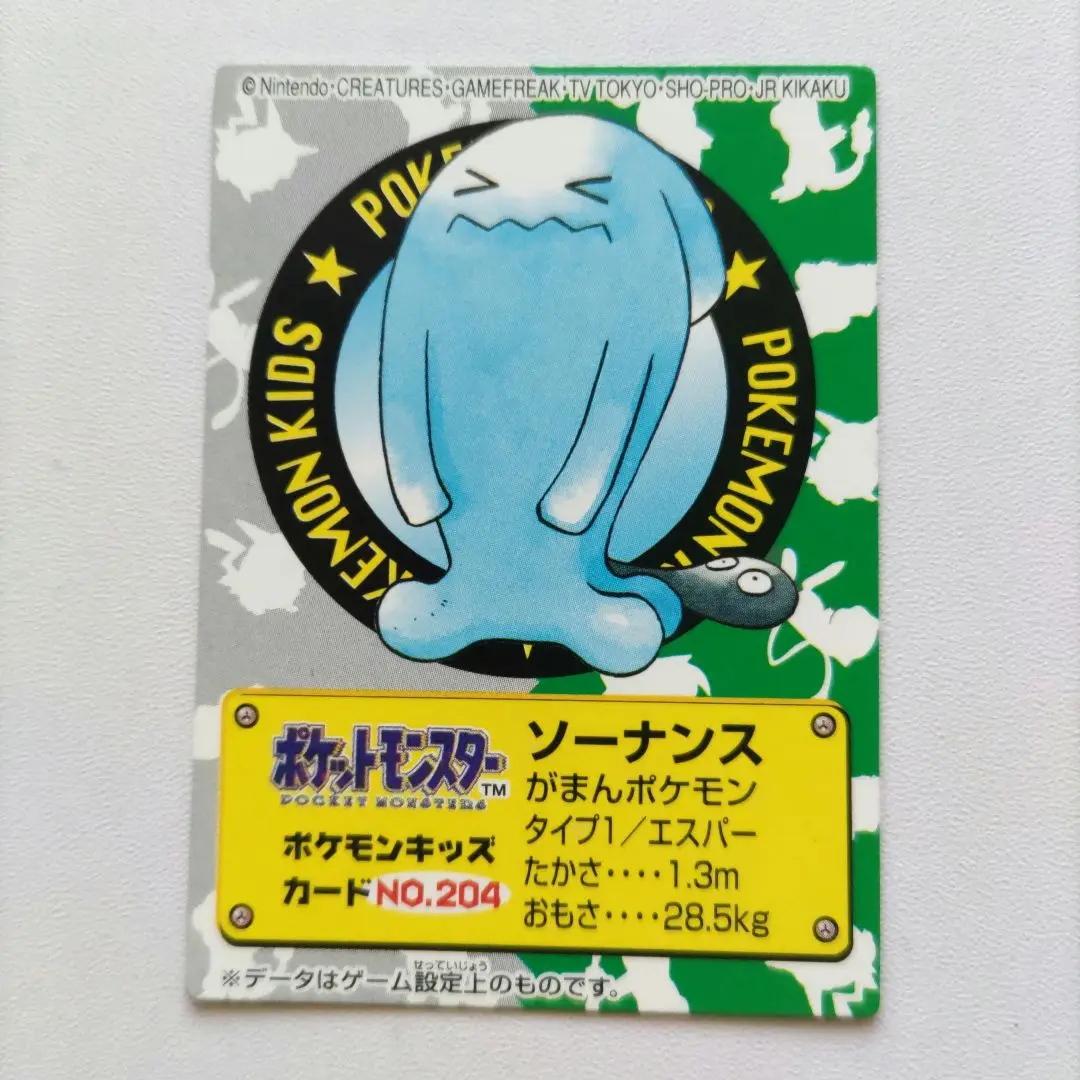 © Nintendo・CREATURES・GAMEFREAK・TV TOKYO・SHO-PRO・JR KIKAKU
POKEMON
KEMON KIDS
ポケットモンスター™
POCKET MONSTERS
ポケモンキッズ
カード NO.204
ソーナンス
がまんポケモン
タイプ1／エスパー
たかさ‥‥1.3m
おもさ‥‥28.5kg
せっていじょう
※データはゲーム設定上のものです。